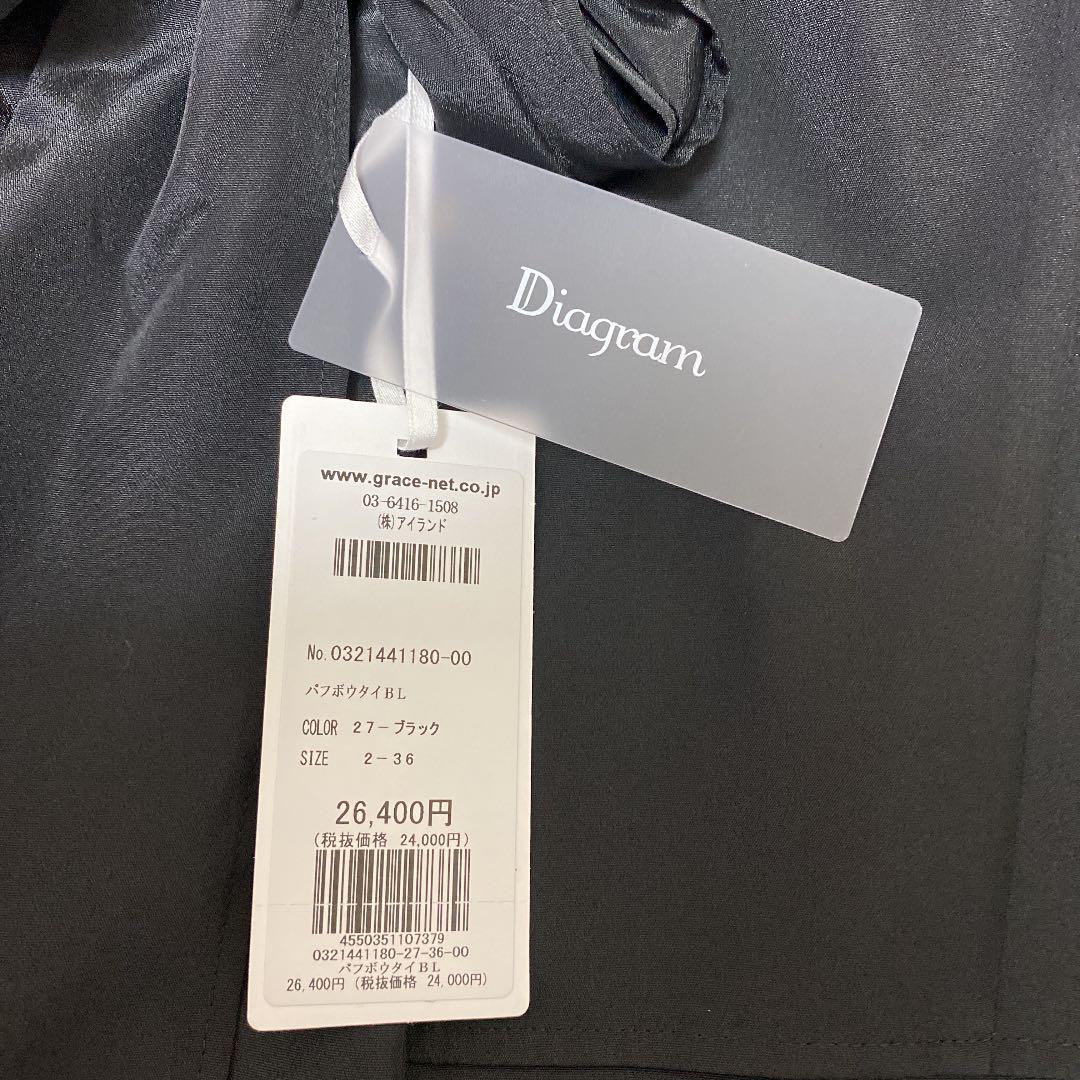 Diagram
www.grace-net.co.jp
03-6416-1508
(株)アイランド
No.0321441180-00
パフボウタイBL
COLOR 27-ブラック
SIZE 2-36
26,400円
(税抜価格 24,000円)
4550351107379
0321441180-27-36-00
パフボウタイBL
26,400円 (税抜価格 24,000円)